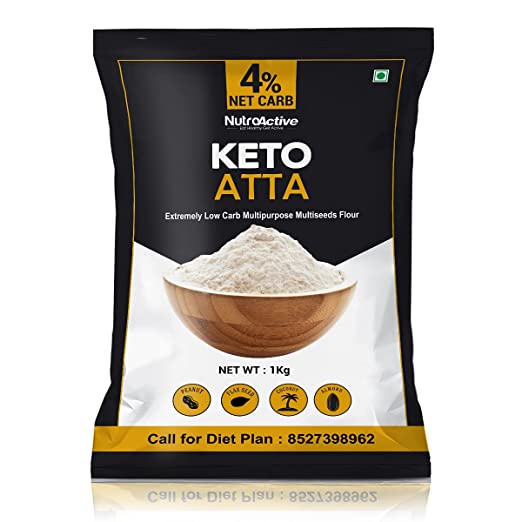 4%
NET CARB
NutroActive
Eat Healthy Get Active
KETO
ATTA
Extremely Low Carb Multipurpose Multiseeds Flour
NET WT : 1Kg
PEANUT
FLAX SEED
COCONUT
ALMOND
Call for Diet Plan : 8527398962